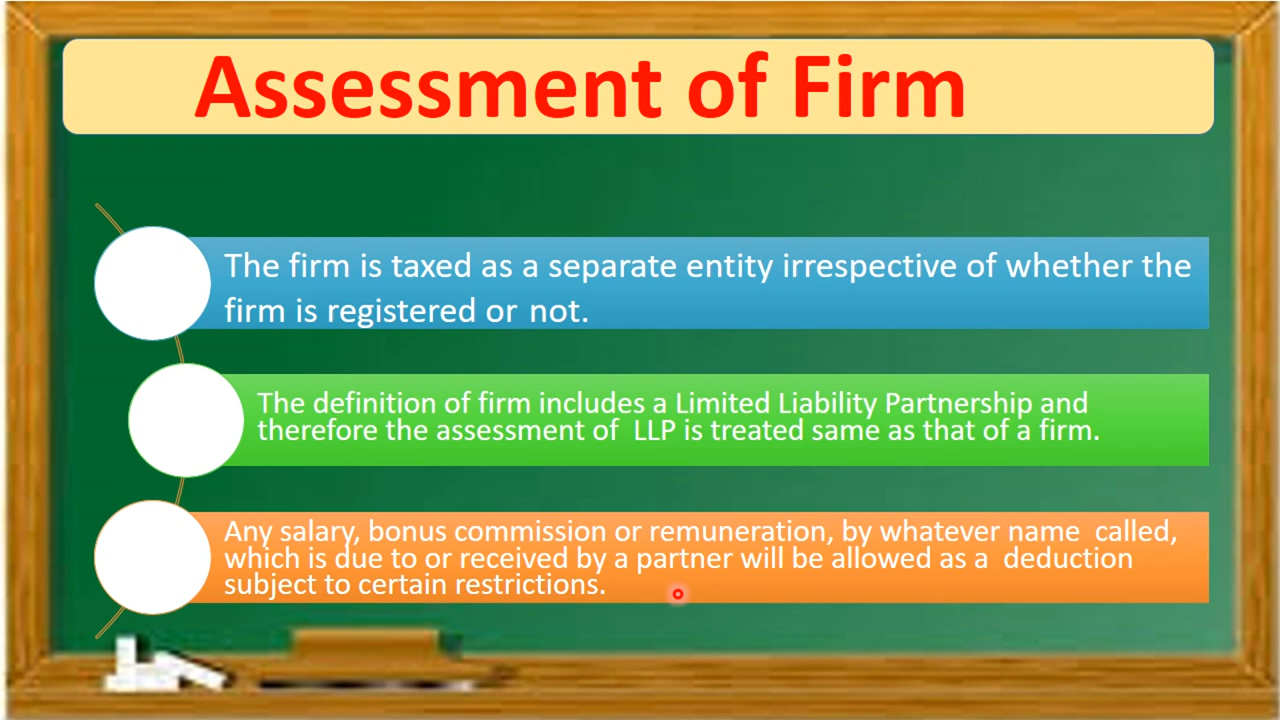 Assessment of Firm
The firm is taxed as a separate entity irrespective of whether the
firm is registered or not.
The definition of firm includes a Limited Liability Partnership and
therefore the assessment of LLP is treated same as that of a firm.
Any salary, bonus commission or remuneration, by whatever name called,
which is due to or received by a partner will be allowed as a deduction
subject to certain restrictions.